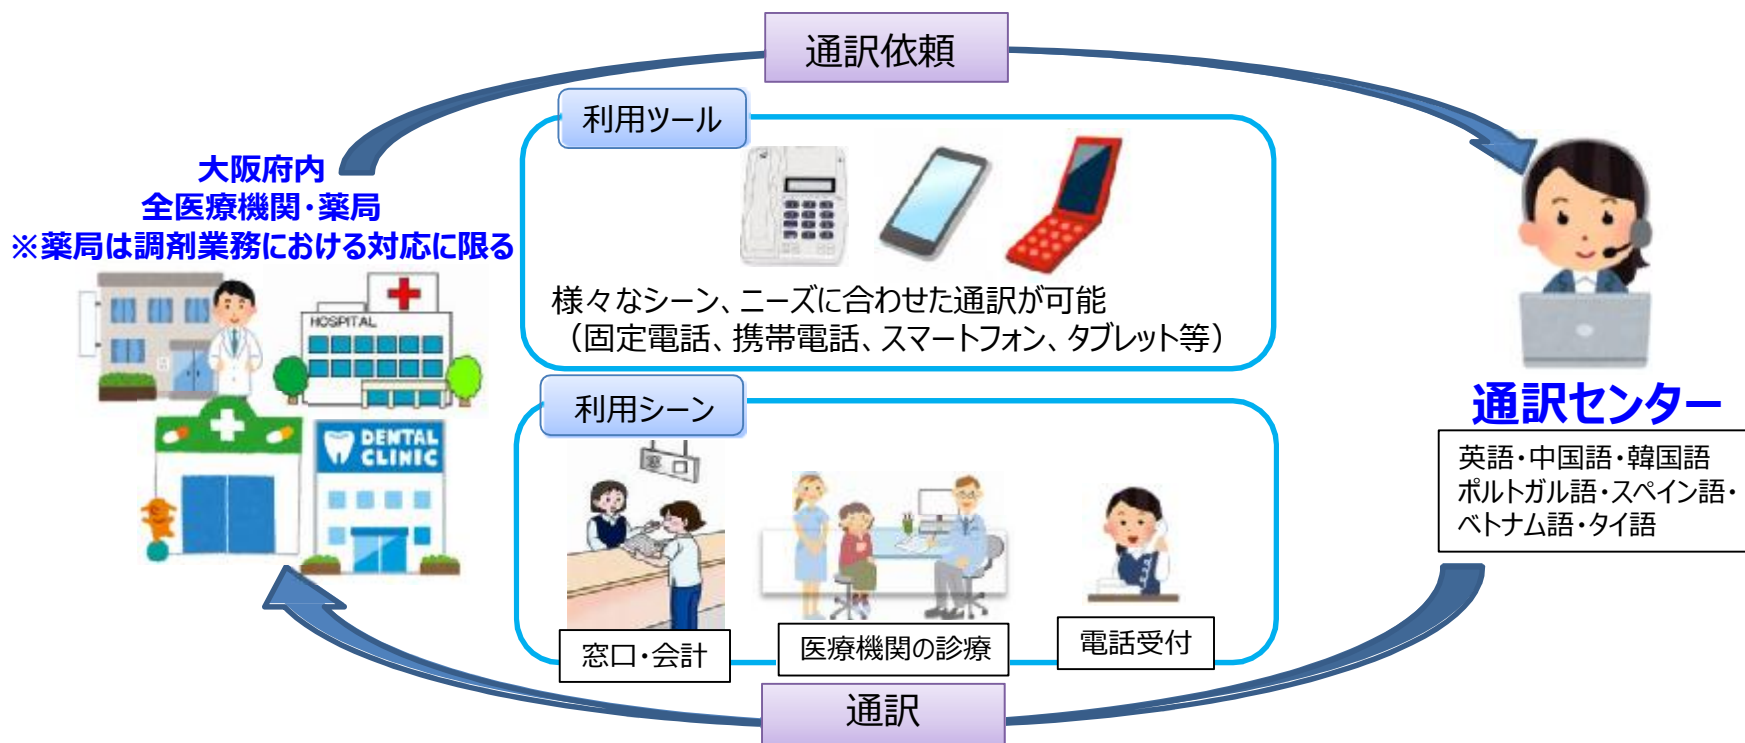 通訳依頼
利用ツール
大阪府内
全医療機関・薬局
※薬局は調剤業務における対応に限る
HOSPITAL
DENTAL
CLINIC
様々なシーン、ニーズに合わせた通訳が可能
（固定電話、携帯電話、スマートフォン、タブレット等）
利用シーン
窓口・会計
医療機関の診療
電話受付
通訳センター
英語・中国語・韓国語
ポルトガル語・スペイン語・
ベトナム語・タイ語
通訳